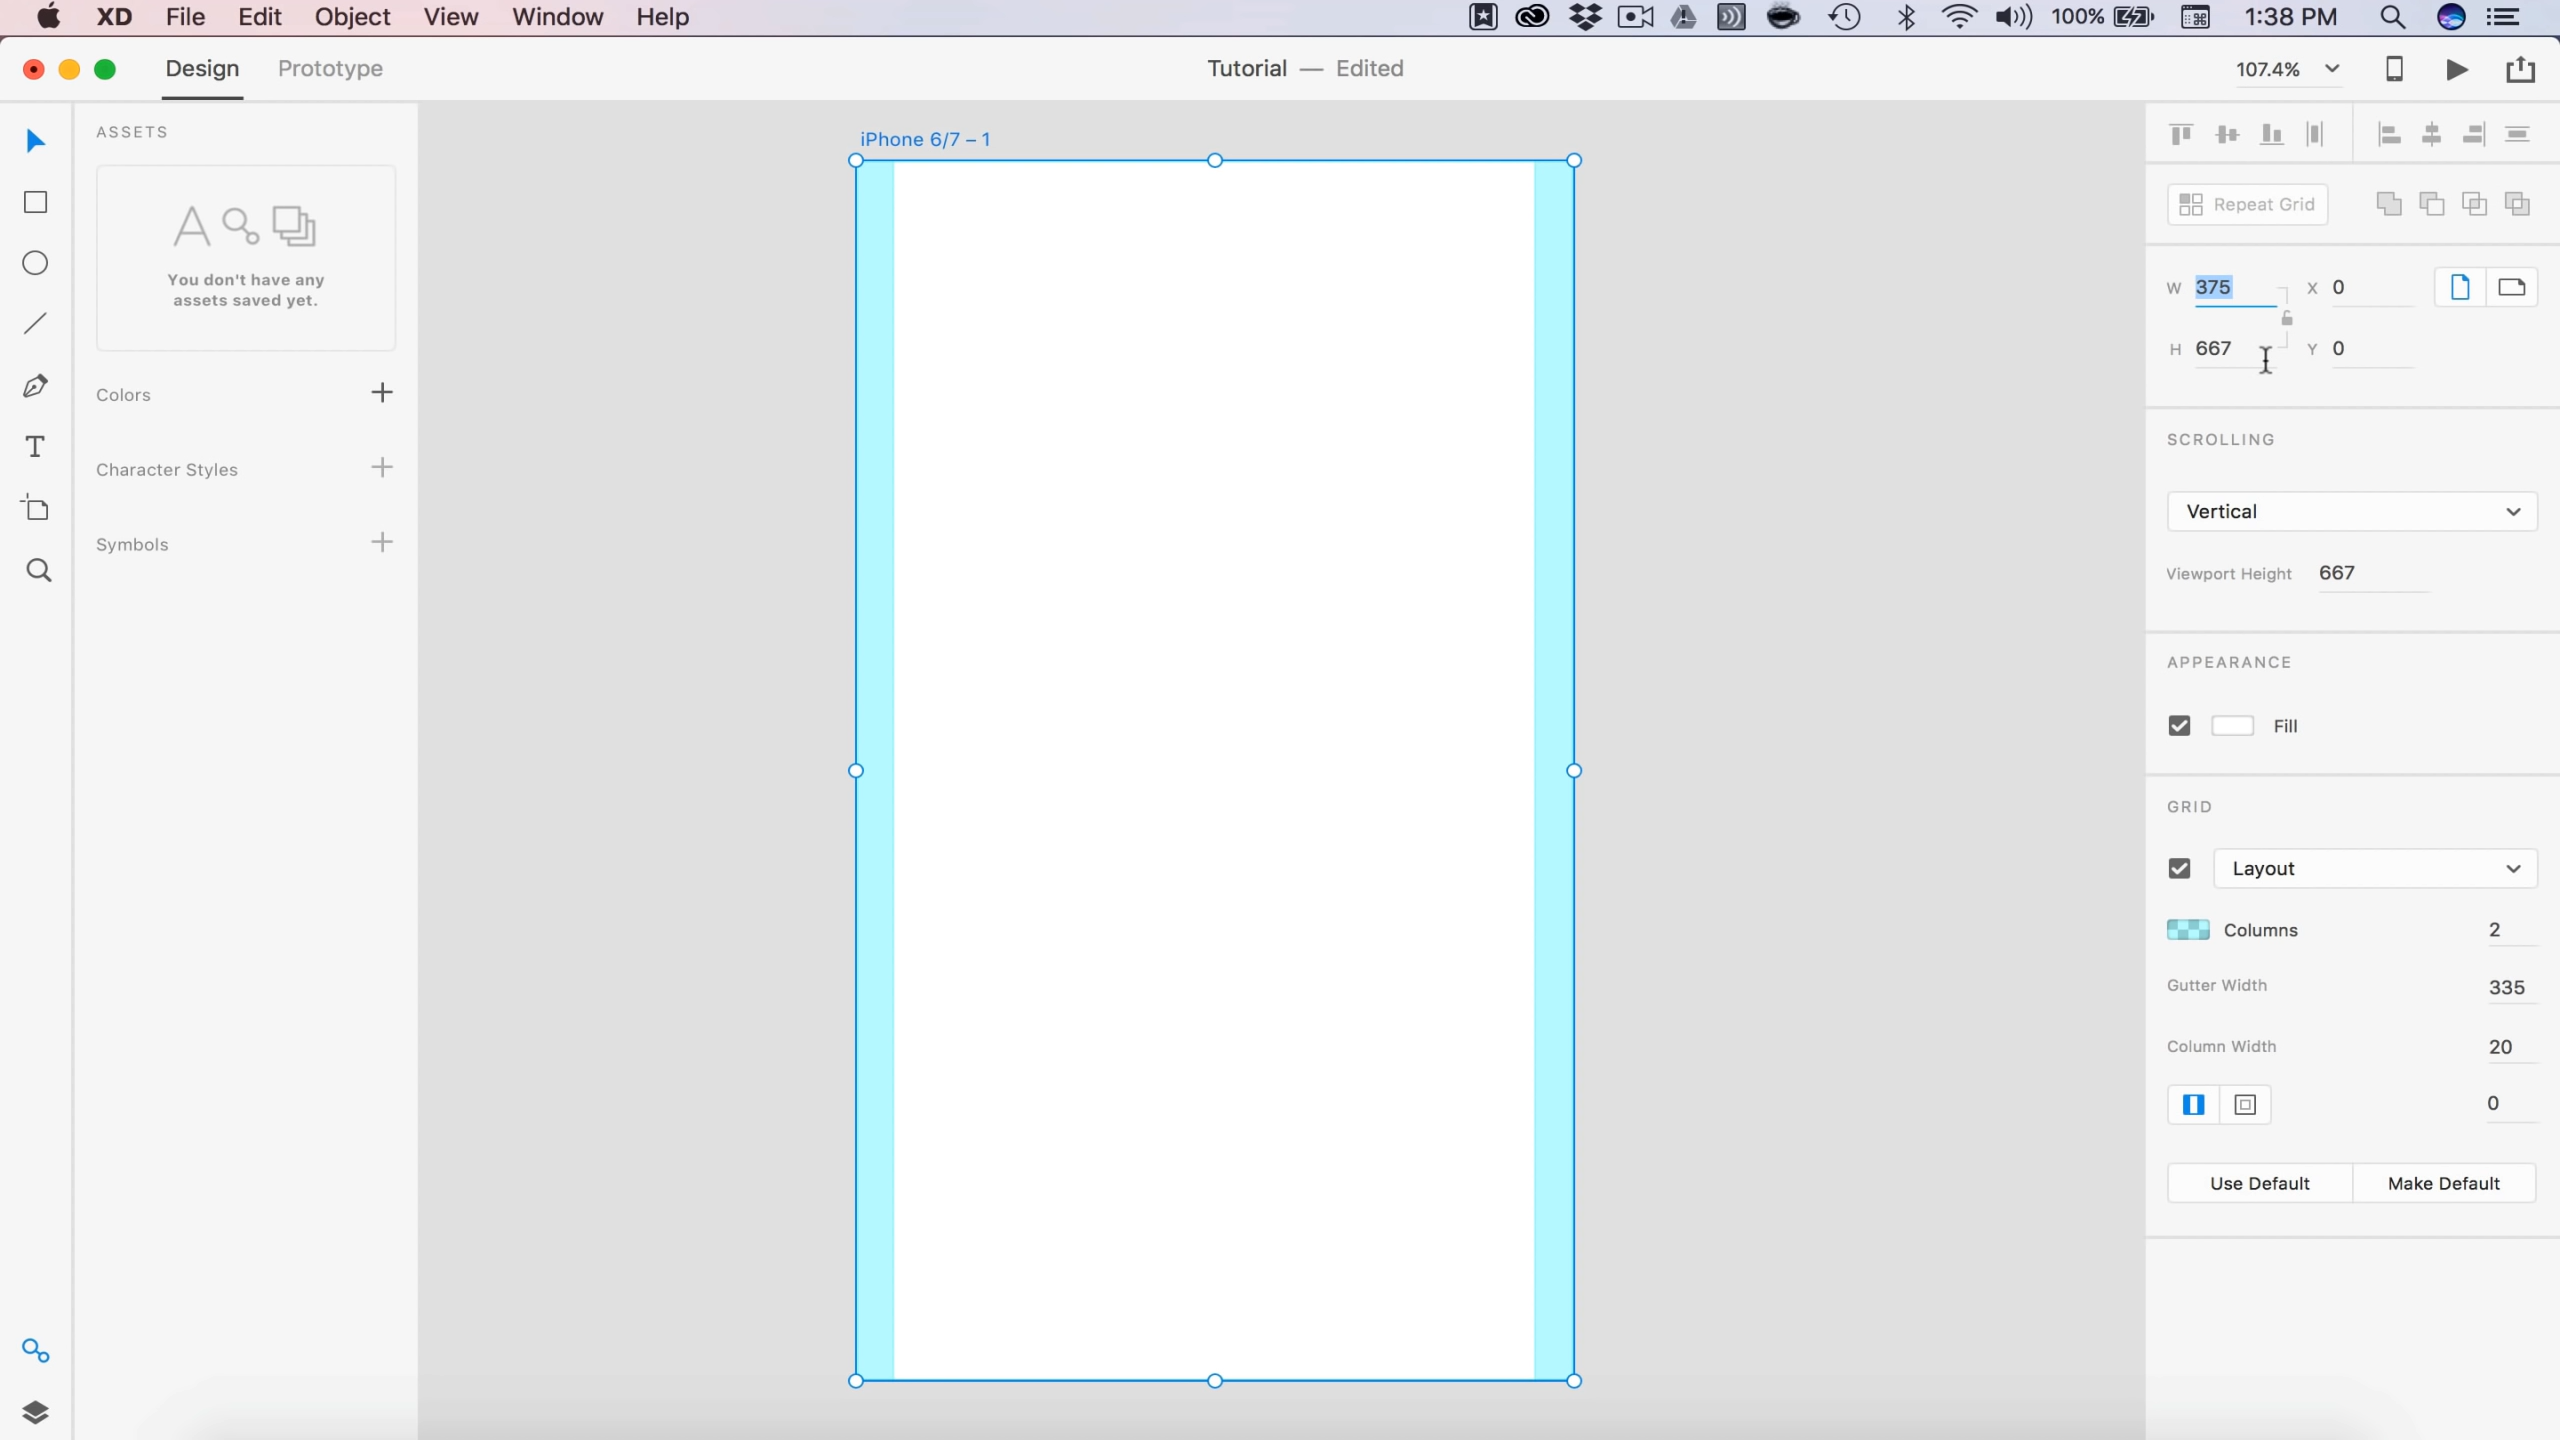 XD File Edit Object View Window Help 100% 1:38 PM
Design Prototype Tutorial — Edited 107.4%
ASSETS
You don't have any
assets saved yet.
Colors
Character Styles
Symbols
iPhone 6/7 – 1
Repeat Grid
W 375 X 0
H 667 Y 0
SCROLLING
Vertical
Viewport Height 667
APPEARANCE
Fill
GRID
Layout
Columns 2
Gutter Width 335
Column Width 20
0
Use Default Make Default